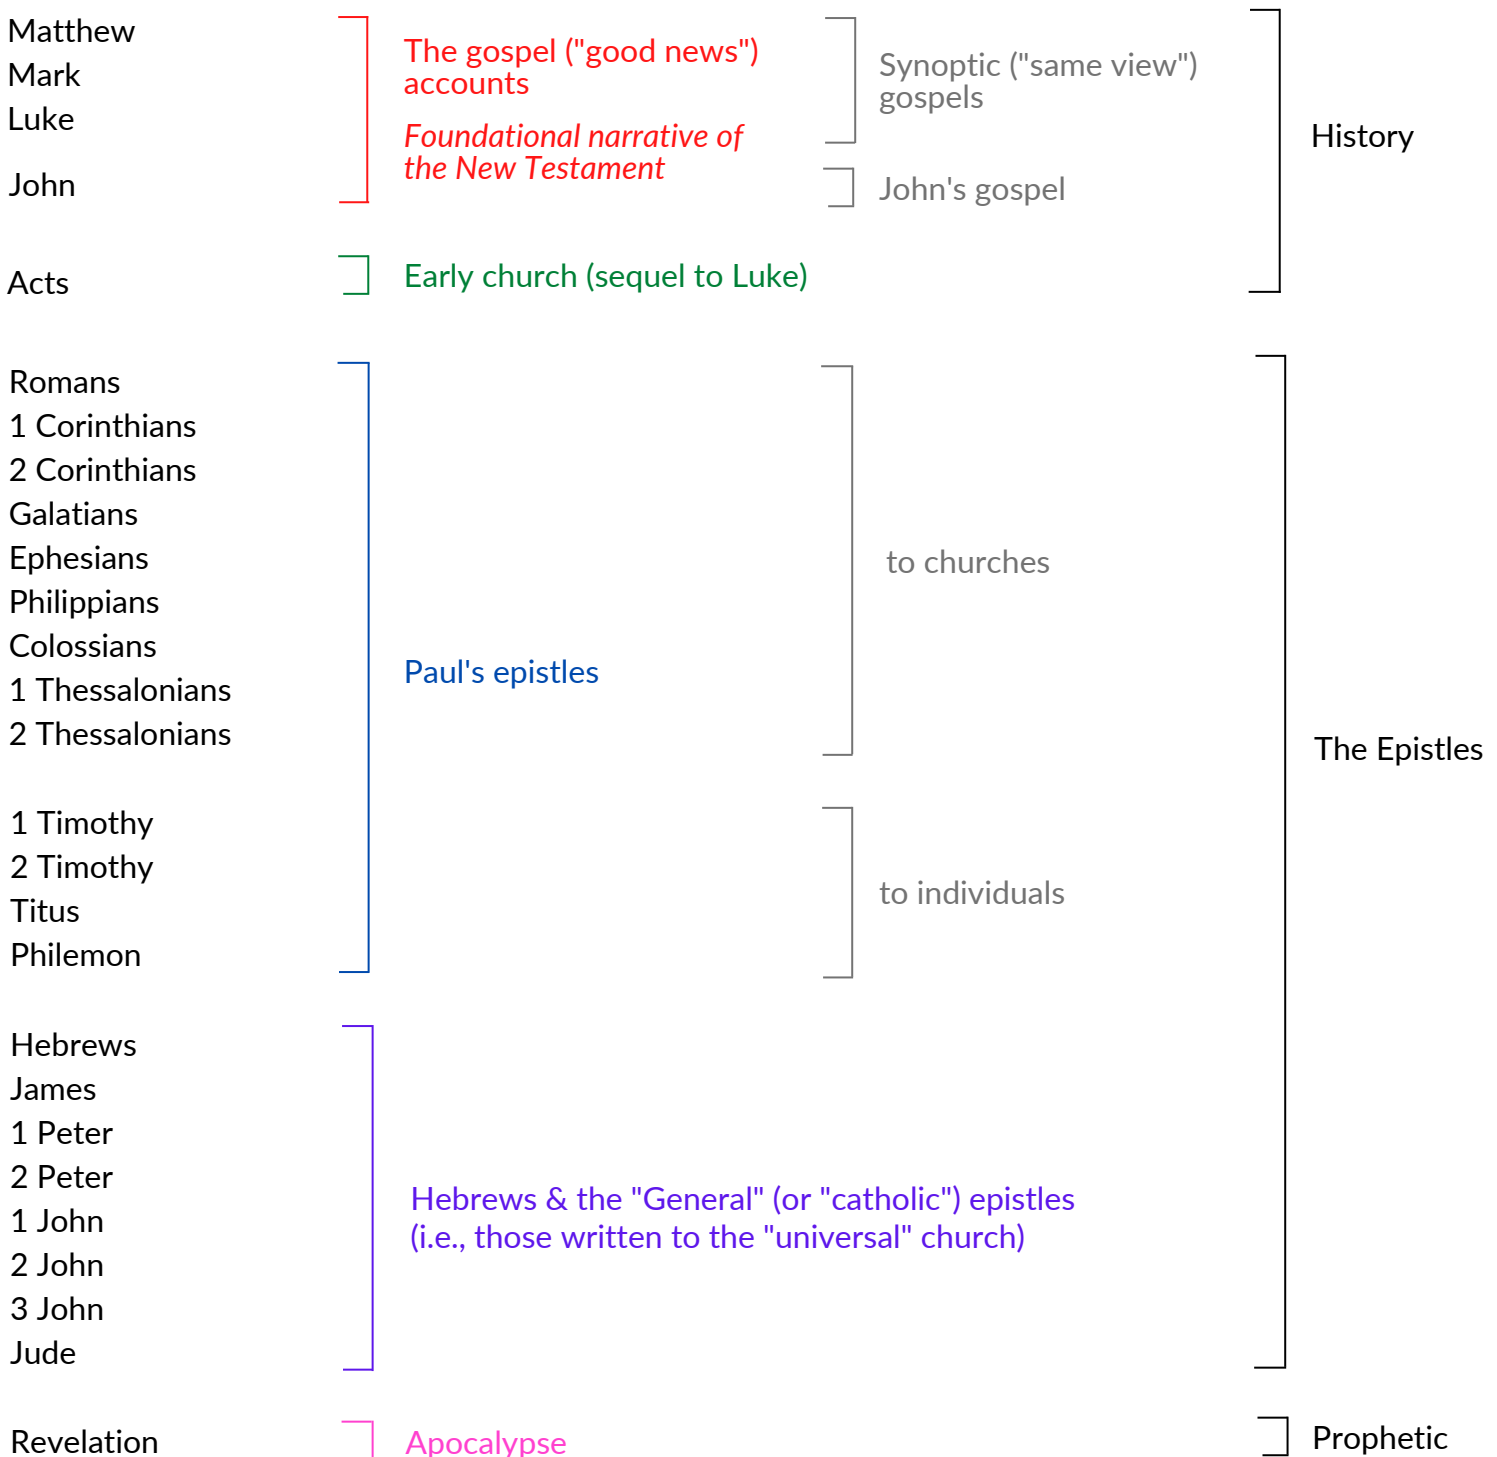 Matthew
Mark
Luke
John
The gospel ("good news")
accounts
Foundational narrative of
the New Testament
Synoptic ("same view")
gospels
John's gospel
History
Acts
Early church (sequel to Luke)
Romans
1 Corinthians
2 Corinthians
Galatians
Ephesians
Philippians
Colossians
1 Thessalonians
2 Thessalonians
1 Timothy
2 Timothy
Titus
Philemon
Paul's epistles
to churches
to individuals
The Epistles
Hebrews
James
1 Peter
2 Peter
1 John
2 John
3 John
Jude
Hebrews & the "General" (or "catholic") epistles
(i.e., those written to the "universal" church)
Revelation
Apocalypse
Prophetic